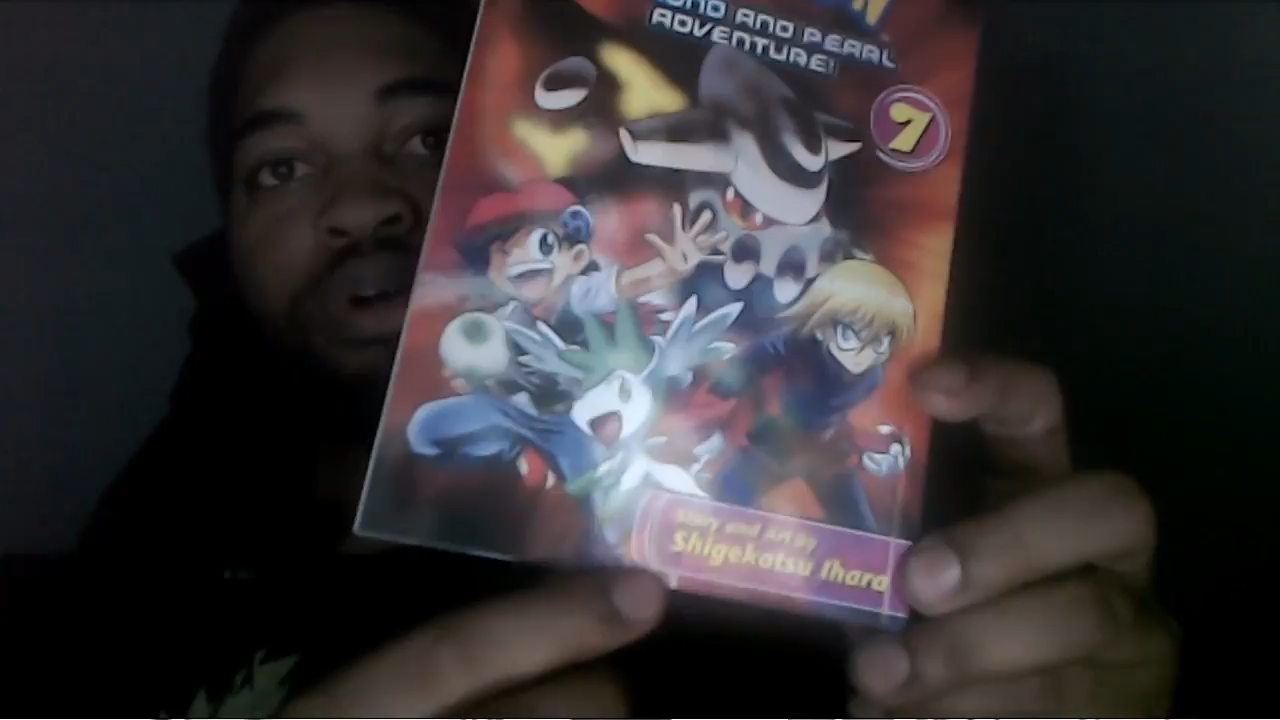 OND AND PEARL
ADVENTURE!
7
Story and Art by
Shigekatsu Ihara